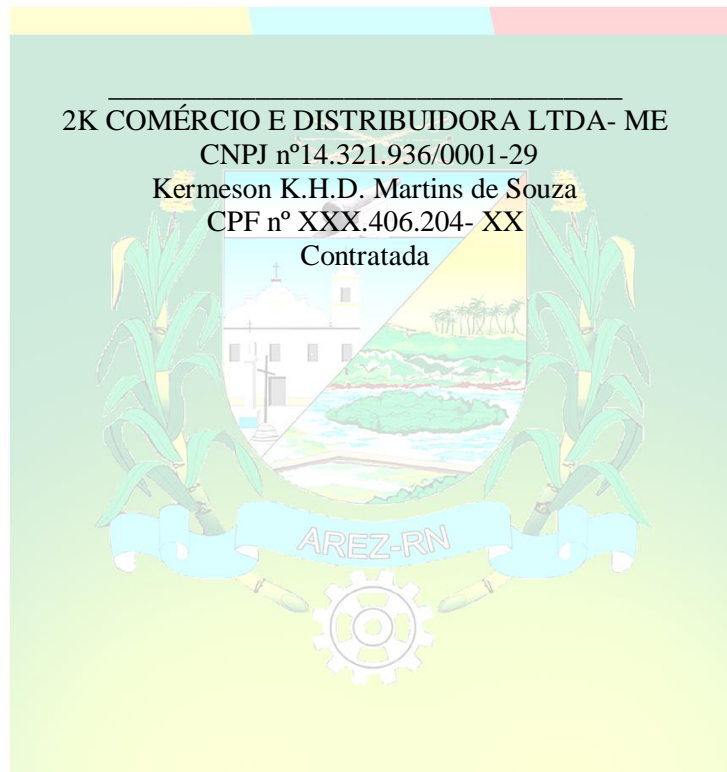 2K COMÉRCIO E DISTRIBUIDORA LTDA- ME
CNPJ nº14.321.936/0001-29
Kermeson K.H.D. Martins de Souza
CPF nº XXX.406.204- XX
Contratada
AREZ-RN